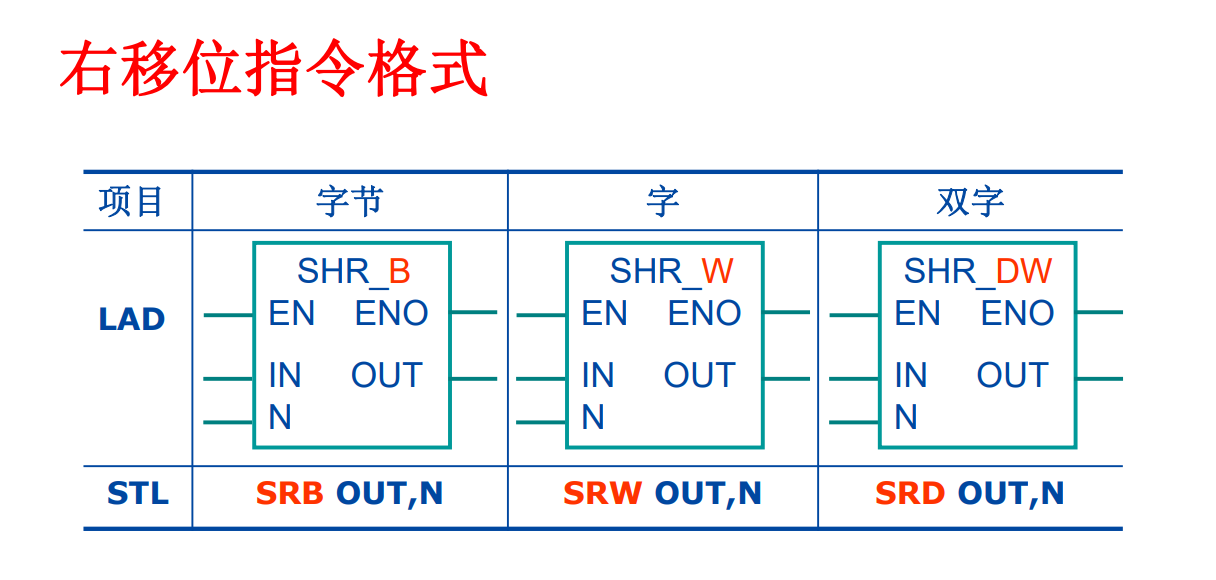 右移位指令格式
项目 字节 字 双字
LAD
SHR_B SHR_W SHR_DW
EN ENO EN ENO EN ENO
IN OUT IN OUT IN OUT
N N N
STL SRB OUT,N SRW OUT,N SRD OUT,N